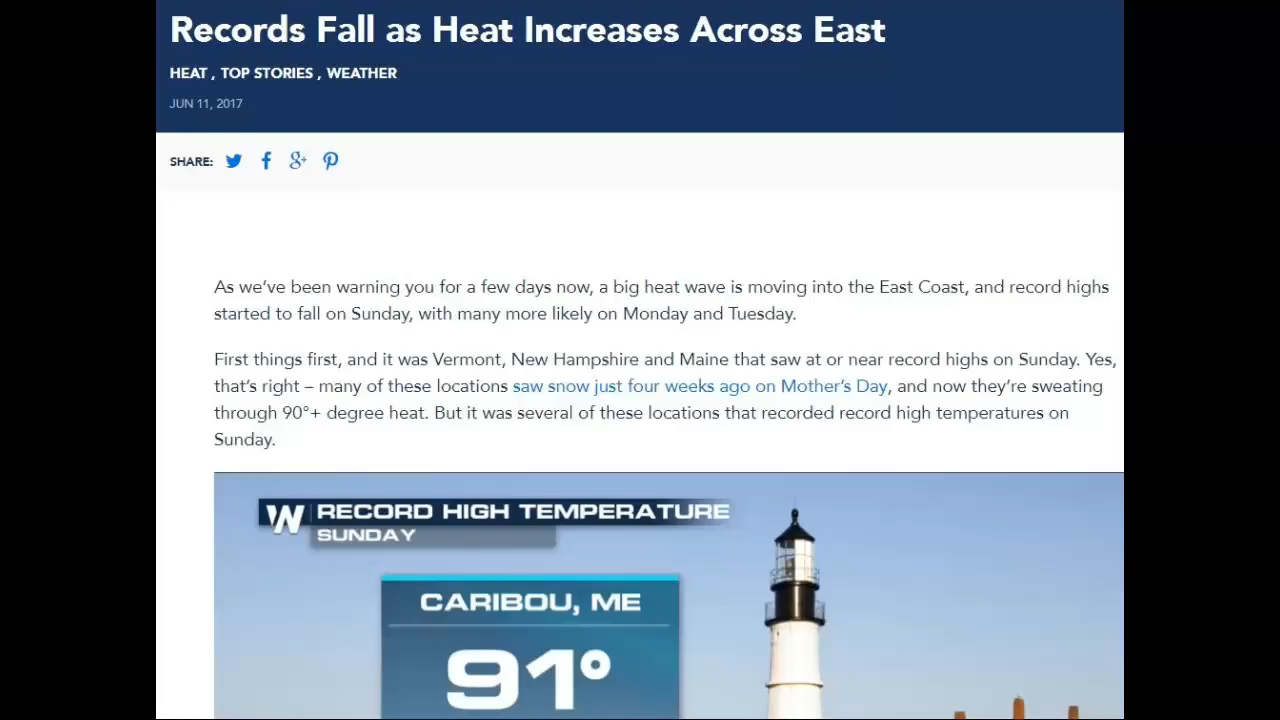 Records Fall as Heat Increases Across East
HEAT , TOP STORIES , WEATHER
JUN 11, 2017
SHARE:
As we've been warning you for a few days now, a big heat wave is moving into the East Coast, and record highs
started to fall on Sunday, with many more likely on Monday and Tuesday.
First things first, and it was Vermont, New Hampshire and Maine that saw at or near record highs on Sunday. Yes,
that's right – many of these locations saw snow just four weeks ago on Mother's Day, and now they're sweating
through 90°+ degree heat. But it was several of these locations that recorded record high temperatures on
Sunday.
W RECORD HIGH TEMPERATURE
SUNDAY
CARIBOU, ME
91°